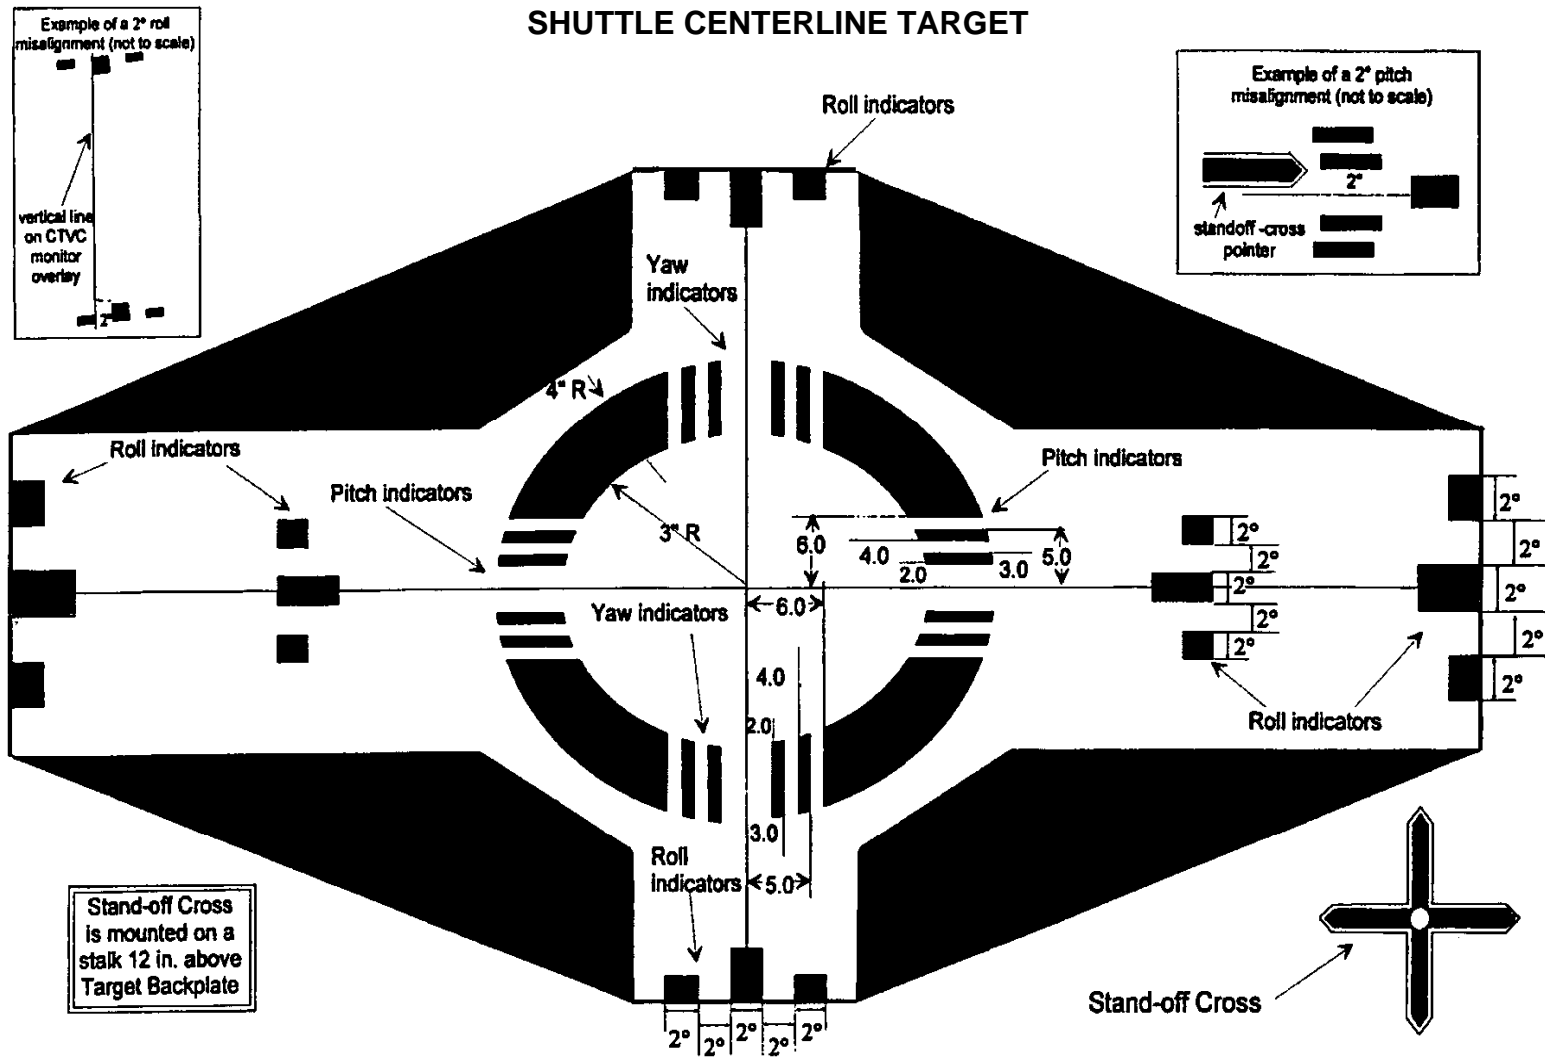 SHUTTLE CENTERLINE TARGET
Example of a 2° roll
misalignment (not to scale)
vertical line
on CTVC
monitor
overlay
2°
Example of a 2° pitch
misalignment (not to scale)
2°
standoff -cross
pointer
Roll indicators
Yaw
indicators
4" R
Roll indicators
Pitch indicators
Pitch indicators
3" R
6.0
4.0
2.0
3.0
5.0
6.0
Yaw indicators
4.0
2.0
3.0
5.0
Roll
indicators
2°
2°
2°
2°
2°
2°
2°
2°
2°
2°
Roll indicators
2°
2°
2°
2°
2°
Stand-off Cross
is mounted on a
stalk 12 in. above
Target Backplate
Stand-off Cross